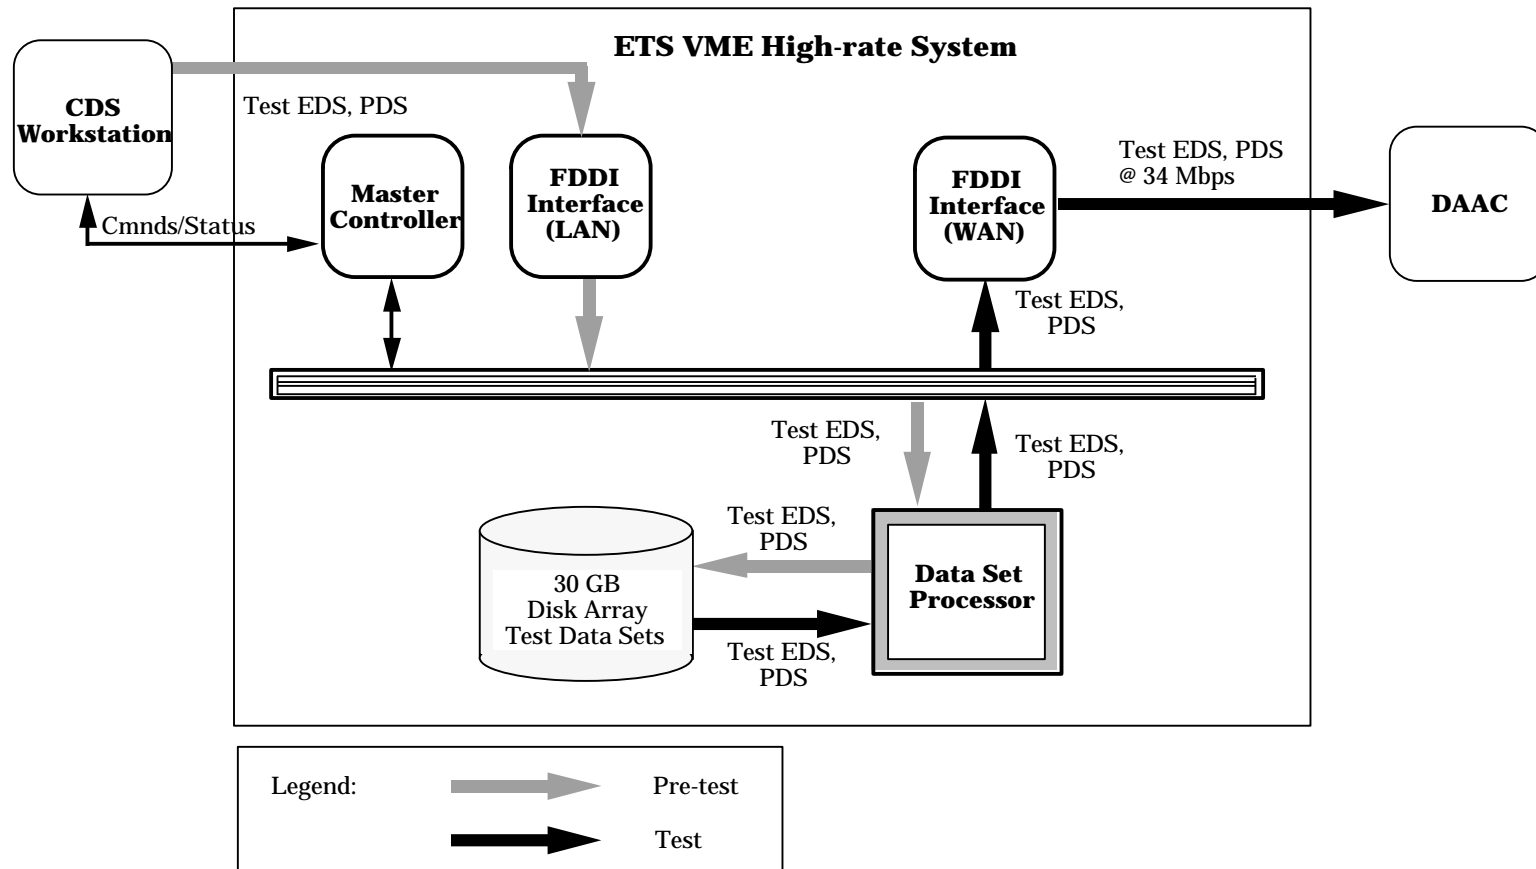 ETS VME High-rate System
CDS
Workstation
Test EDS, PDS
Master
Controller
FDDI
Interface
(LAN)
FDDI
Interface
(WAN)
Test EDS, PDS
@ 34 Mbps
DAAC
Cmnds/Status
Test EDS,
PDS
Test EDS,
PDS
Test EDS,
PDS
Test EDS,
PDS
30 GB
Disk Array
Test Data Sets
Data Set
Processor
Test EDS,
PDS
Legend:
Pre-test
Test